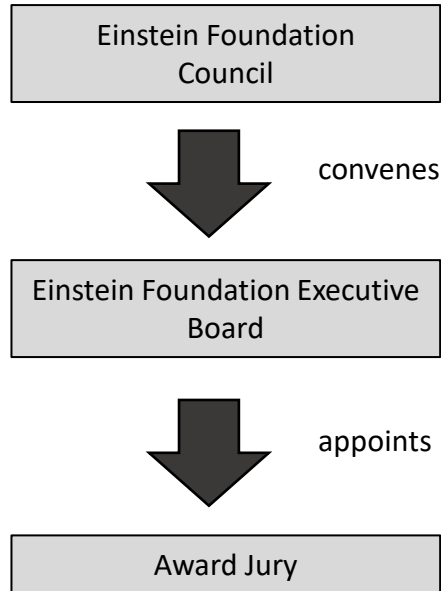 Einstein Foundation
Council
convenes
Einstein Foundation Executive
Board
appoints
Award Jury